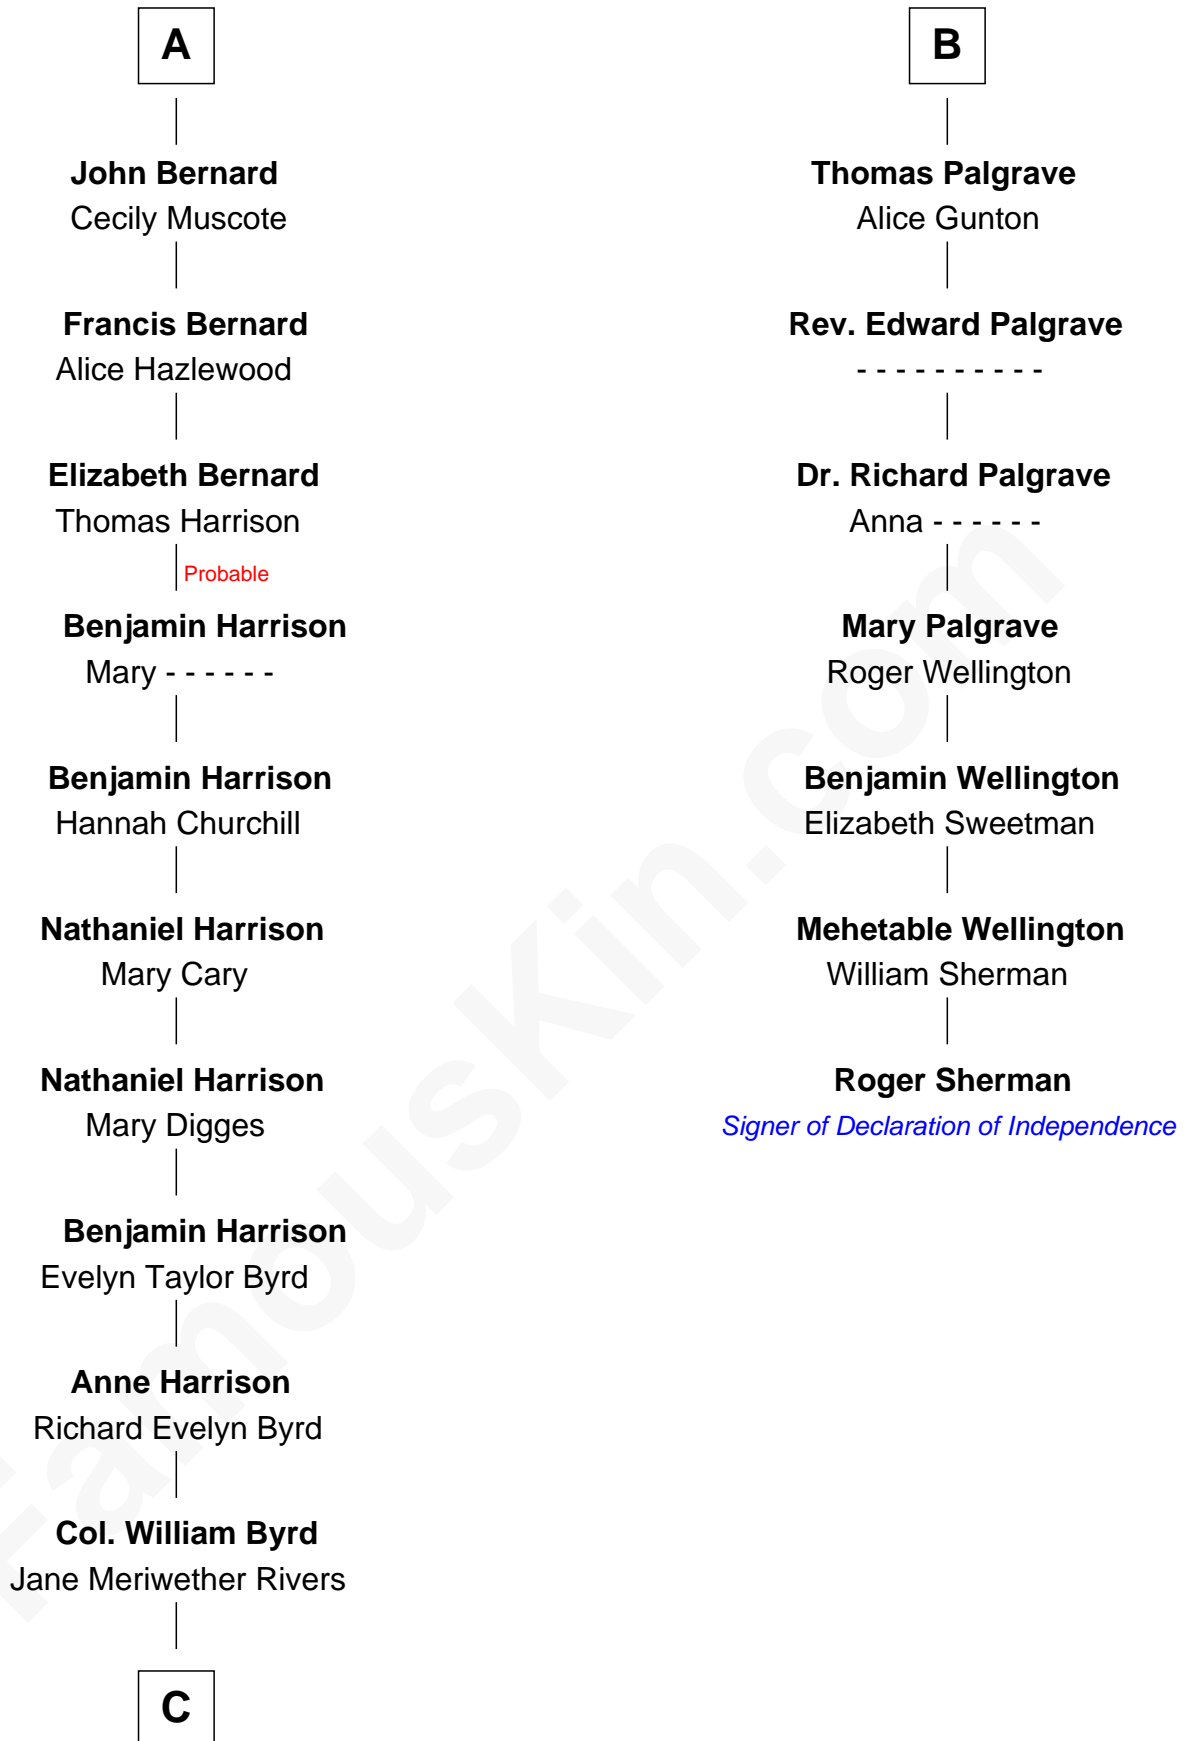 A
John Bernard
Cecily Muscote
Francis Bernard
Alice Hazlewood
Elizabeth Bernard
Thomas Harrison
Probable
Benjamin Harrison
Mary - - - - - -
Benjamin Harrison
Hannah Churchill
Nathaniel Harrison
Mary Cary
Nathaniel Harrison
Mary Digges
Benjamin Harrison
Evelyn Taylor Byrd
Anne Harrison
Richard Evelyn Byrd
Col. William Byrd
Jane Meriwether Rivers
C
B
Thomas Palgrave
Alice Gunton
Rev. Edward Palgrave
- - - - - - - - - -
Dr. Richard Palgrave
Anna - - - - - -
Mary Palgrave
Roger Wellington
Benjamin Wellington
Elizabeth Sweetman
Mehetable Wellington
William Sherman
Roger Sherman
Signer of Declaration of Independence
FamousKin.com